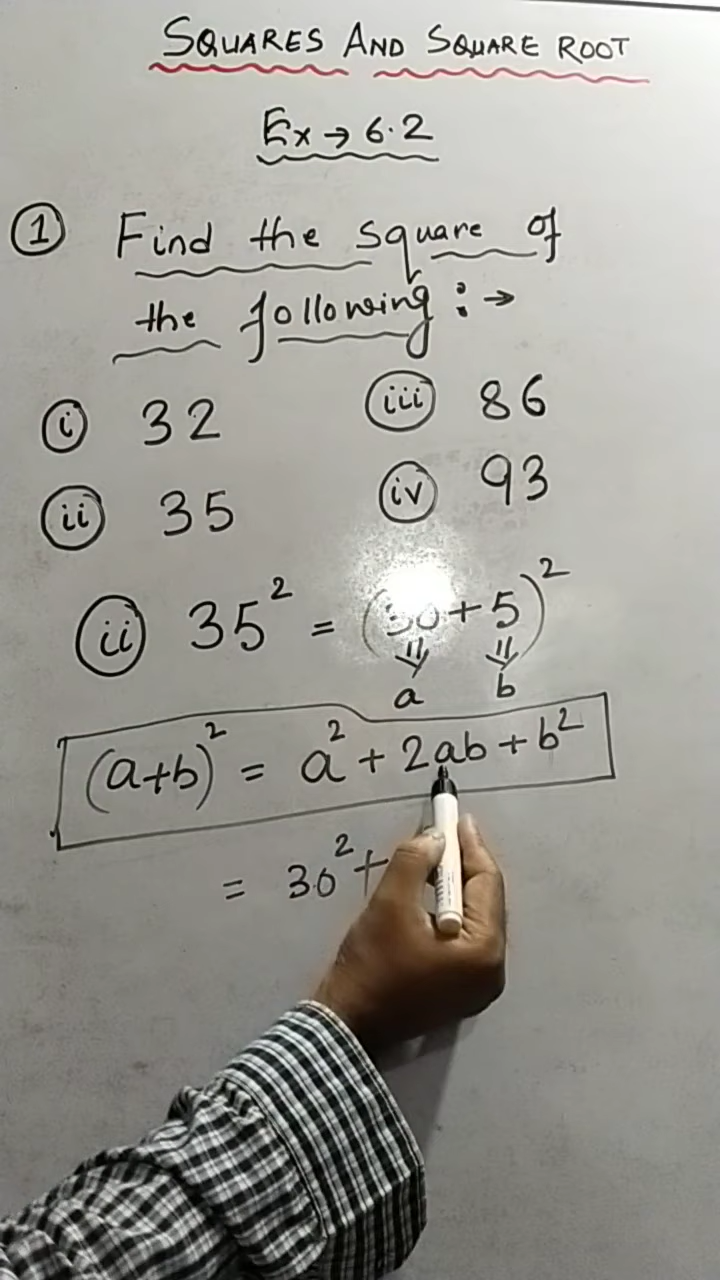 SQUARES AND SQUARE ROOT
Ex → 6.2
① Find the square of
the following : →
(i) 32
(iii) 86
(ii) 35
(iv) 93
(ii) 35² = (30 + 5)²
a b
(a+b)² = a² + 2ab + b²
= 30² +